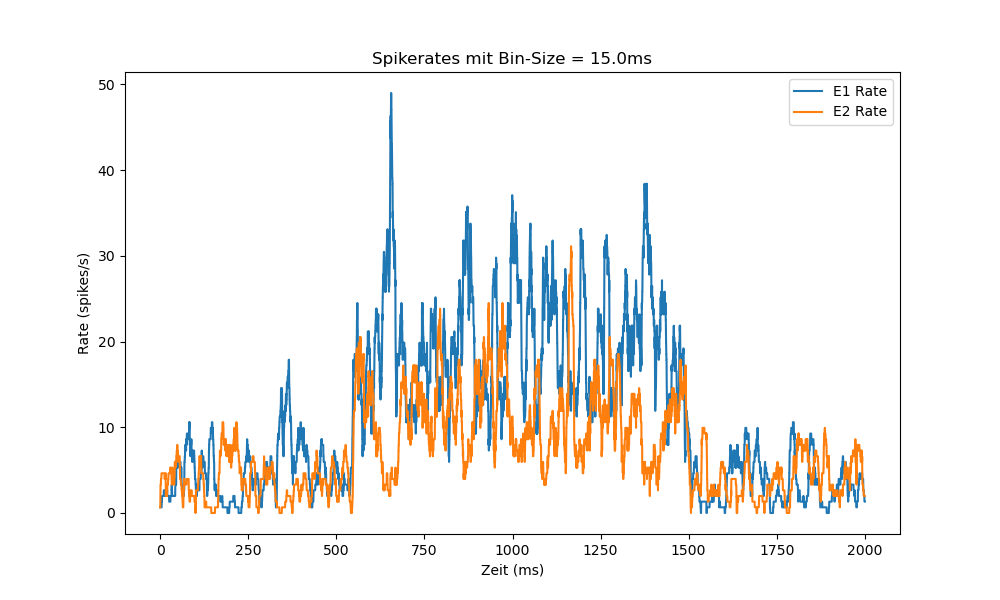 Spikerates mit Bin-Size = 15.0ms
E1 Rate
E2 Rate
50
40
30
20
10
0
Rate (spikes/s)
0 250 500 750 1000 1250 1500 1750 2000
Zeit (ms)